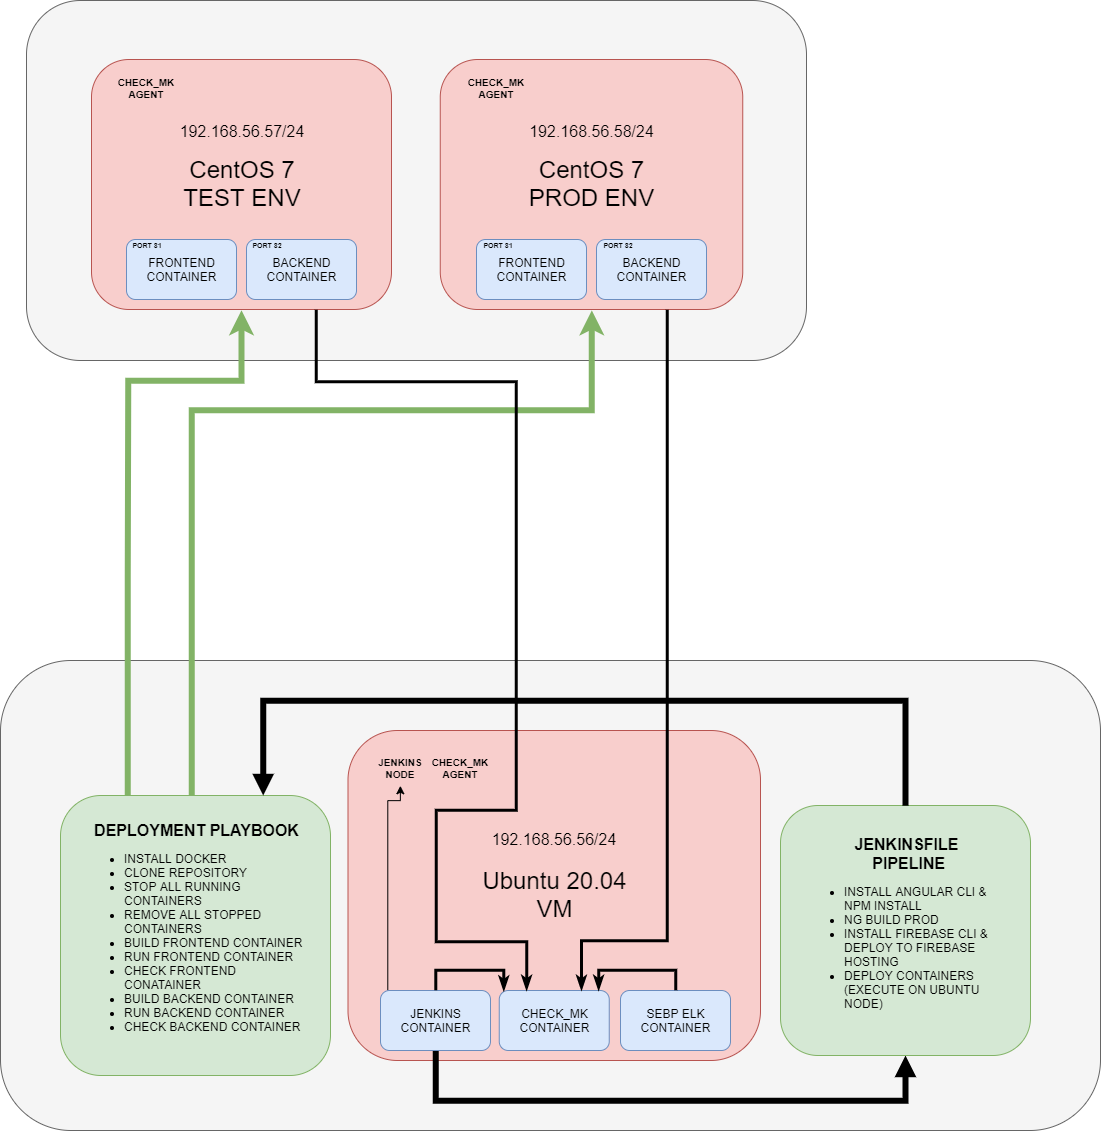 CHECK_MK
AGENT
192.168.56.57/24
CentOS 7
TEST ENV
PORT 81
FRONTEND
CONTAINER
PORT 82
BACKEND
CONTAINER
CHECK_MK
AGENT
192.168.56.58/24
CentOS 7
PROD ENV
PORT 81
FRONTEND
CONTAINER
PORT 82
BACKEND
CONTAINER
DEPLOYMENT PLAYBOOK
• INSTALL DOCKER
• CLONE REPOSITORY
• STOP ALL RUNNING
CONTAINERS
• REMOVE ALL STOPPED
CONTAINERS
• BUILD FRONTEND CONTAINER
• RUN FRONTEND CONTAINER
• CHECK FRONTEND
CONATAINER
• BUILD BACKEND CONTAINER
• RUN BACKEND CONTAINER
• CHECK BACKEND CONTAINER
JENKINS
NODE
CHECK_MK
AGENT
192.168.56.56/24
Ubuntu 20.04
VM
JENKINS
CONTAINER
CHECK_MK
CONTAINER
SEBP ELK
CONTAINER
JENKINSFILE
PIPELINE
• INSTALL ANGULAR CLI &
NPM INSTALL
• NG BUILD PROD
• INSTALL FIREBASE CLI &
DEPLOY TO FIREBASE
HOSTING
• DEPLOY CONTAINERS
(EXECUTE ON UBUNTU
NODE)